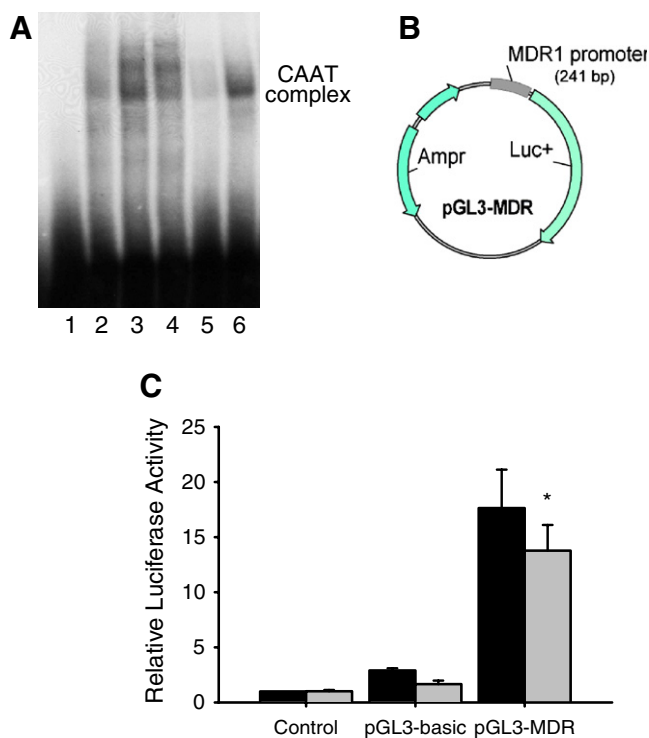 A
CAAT
complex
1 2 3 4 5 6
B
MDR1 promoter
(241 bp)
Ampr
Luc+
pGL3-MDR
C
Relative Luciferase Activity
25
20
15
10
5
0
*
Control pGL3-basic pGL3-MDR